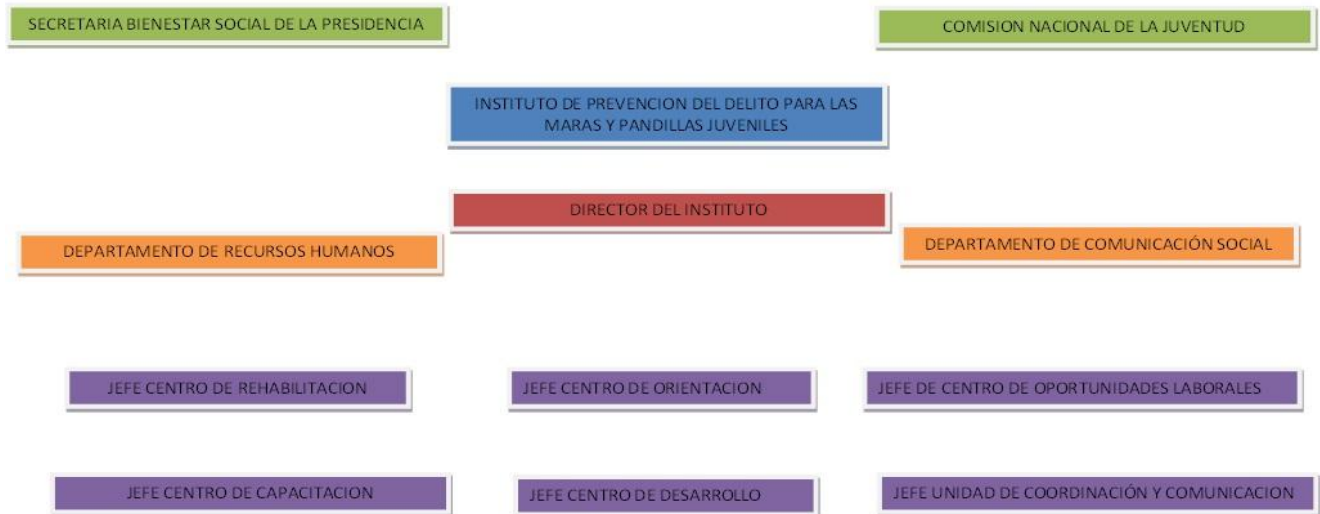 SECRETARIA BIENESTAR SOCIAL DE LA PRESIDENCIA
COMISION NACIONAL DE LA JUVENTUD
INSTITUTO DE PREVENCION DEL DELITO PARA LAS
MARAS Y PANDILLAS JUVENILES
DIRECTOR DEL INSTITUTO
DEPARTAMENTO DE RECURSOS HUMANOS
DEPARTAMENTO DE COMUNICACIÓN SOCIAL
JEFE CENTRO DE REHABILITACION
JEFE CENTRO DE ORIENTACION
JEFE DE CENTRO DE OPORTUNIDADES LABORALES
JEFE CENTRO DE CAPACITACION
JEFE CENTRO DE DESARROLLO
JEFE UNIDAD DE COORDINACIÓN Y COMUNICACION